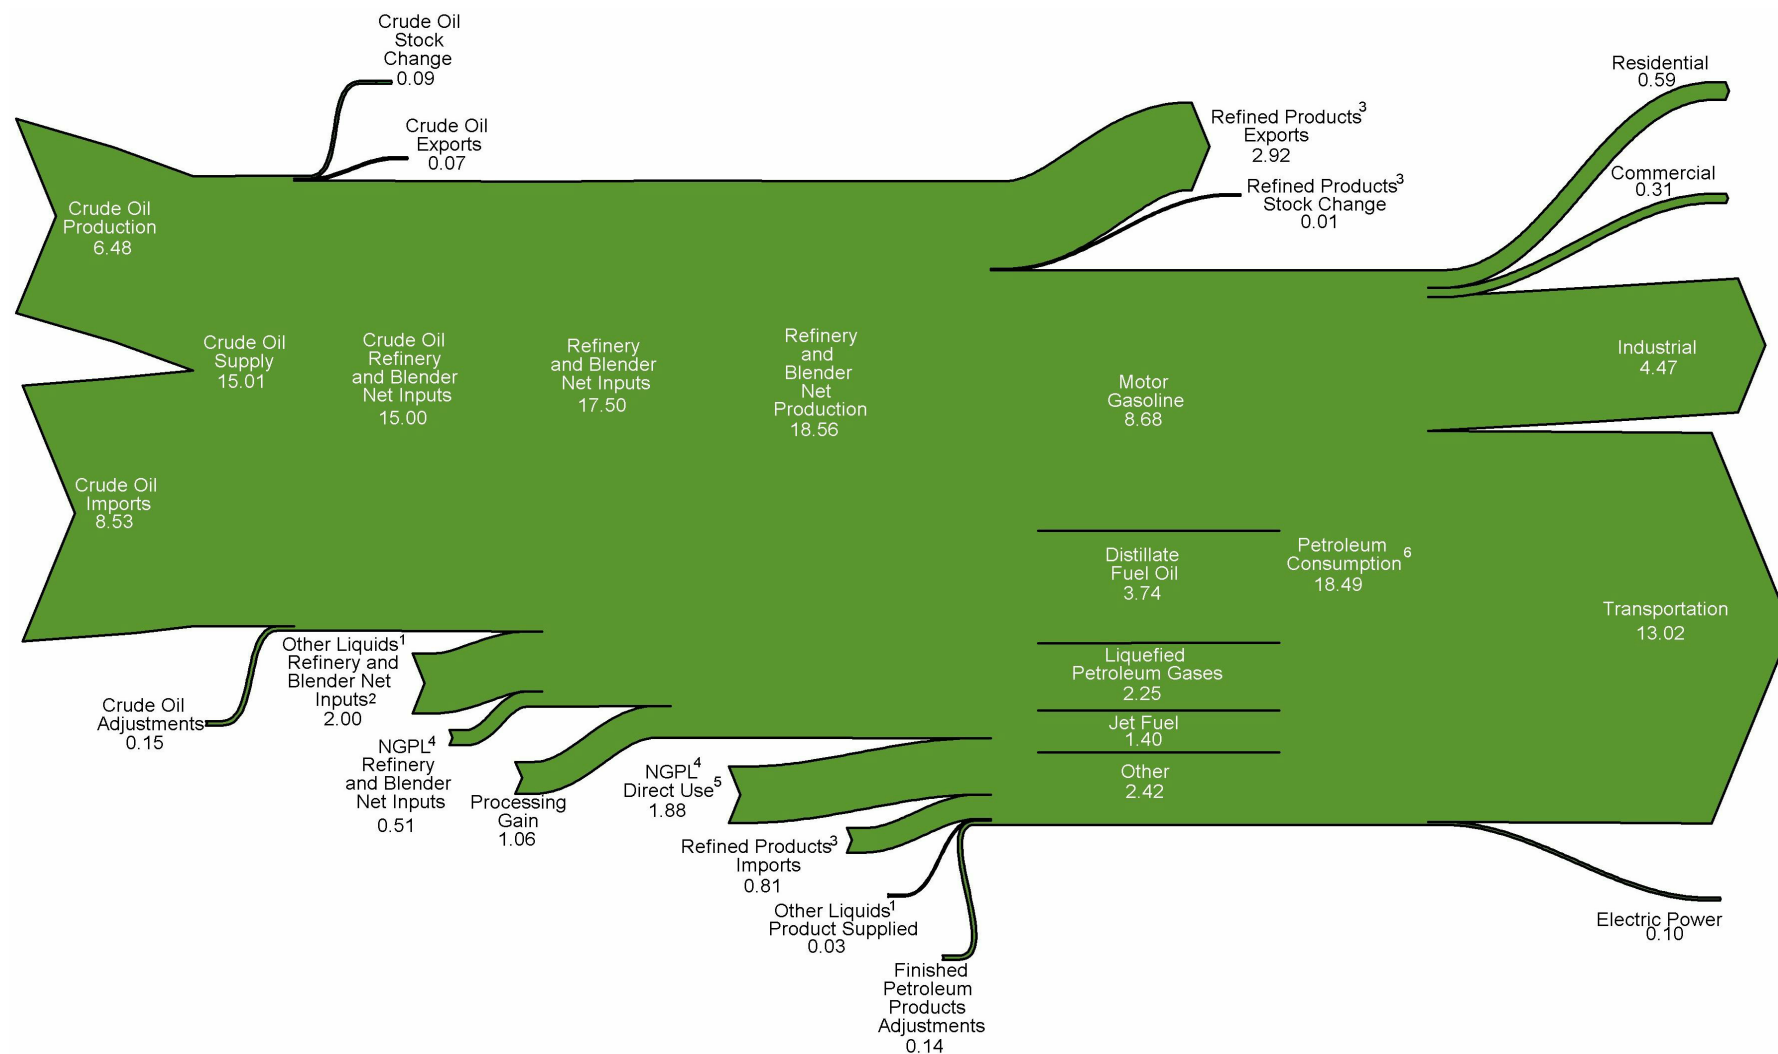 Crude Oil
Stock
Change
0.09
Crude Oil
Exports
0.07
Crude Oil
Production
6.48
Crude Oil
Supply
15.01
Crude Oil
Refinery
and Blender
Net Inputs
15.00
Refinery
and Blender
Net Inputs
17.50
Refinery
and
Blender
Net
Production
18.56
Crude Oil
Imports
8.53
Crude Oil
Adjustments
0.15
Other Liquids¹
Refinery and
Blender Net
Inputs²
2.00
NGPL⁴
Refinery
and Blender
Net Inputs
0.51
Processing
Gain
1.06
NGPL⁴
Direct Use⁵
1.88
Refined Products³
Imports
0.81
Other Liquids¹
Product Supplied
0.03
Finished
Petroleum
Products
Adjustments
0.14
Refined Products³
Exports
2.92
Refined Products³
Stock Change
0.01
Motor
Gasoline
8.68
Distillate
Fuel Oil
3.74
Liquefied
Petroleum Gases
2.25
Jet Fuel
1.40
Other
2.42
Petroleum
Consumption⁶
18.49
Residential
0.59
Commercial
0.31
Industrial
4.47
Transportation
13.02
Electric Power
0.10